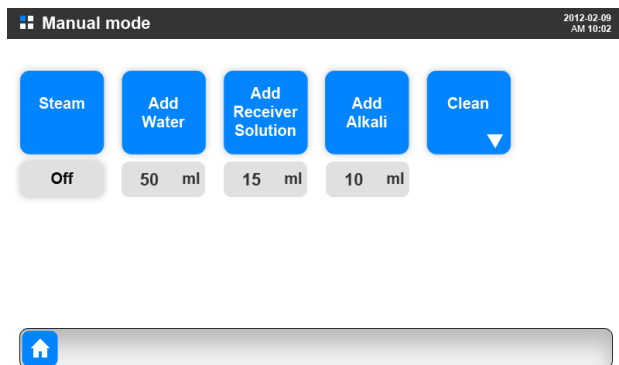 Manual mode
2012-02-09
AM 10:02
Steam
Add
Water
Add
Receiver
Solution
Add
Alkali
Clean
Off
50 ml
15 ml
10 ml